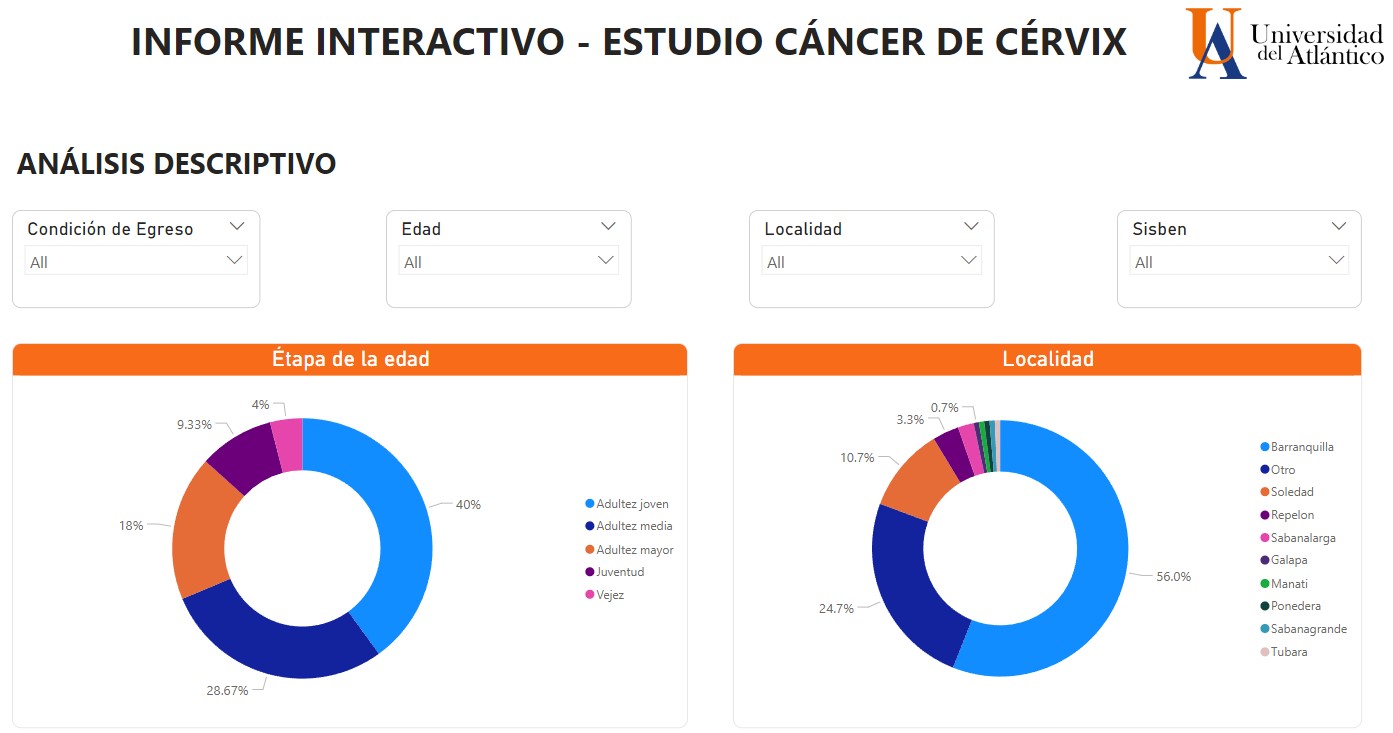 INFORME INTERACTIVO - ESTUDIO CÁNCER DE CÉRVIX
Universidad
del Atlántico
ANÁLISIS DESCRIPTIVO
Condición de Egreso
All
Edad
All
Localidad
All
Sisben
All
Étapa de la edad
4%
9.33%
18%
40%
28.67%
Adultez joven
Adultez media
Adultez mayor
Juventud
Vejez
Localidad
0.7%
3.3%
10.7%
24.7%
56.0%
Barranquilla
Otro
Soledad
Repelon
Sabanalarga
Galapa
Manati
Ponedera
Sabanagrande
Tubara